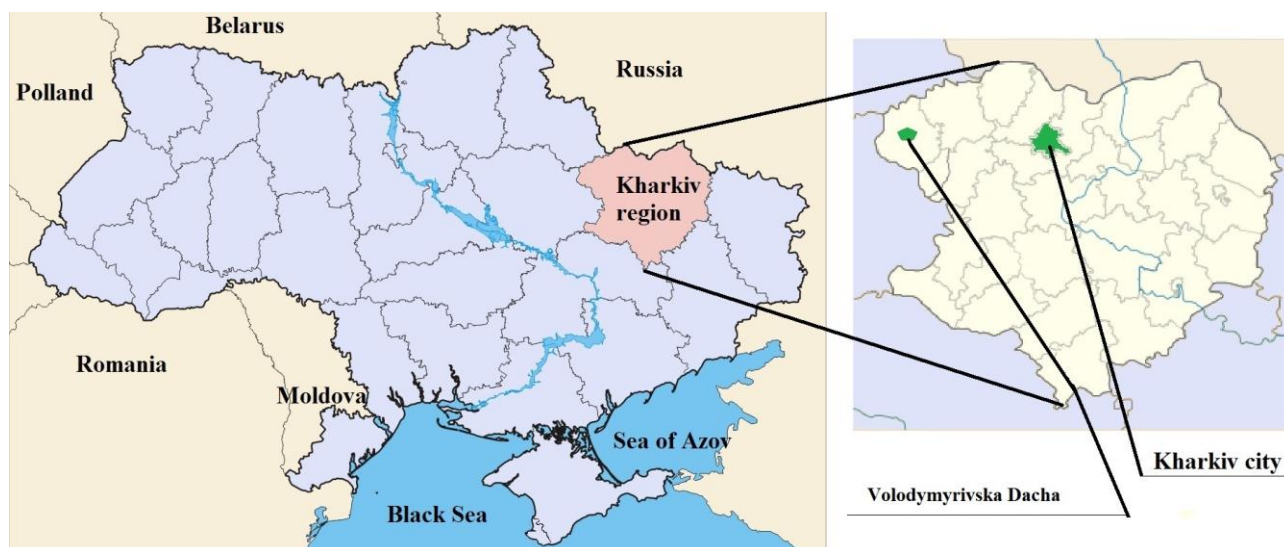 Belarus
Russia
Polland
Kharkiv
region
Romania
Moldova
Sea of Azov
Black Sea
Kharkiv city
Volodymyrivska Dacha